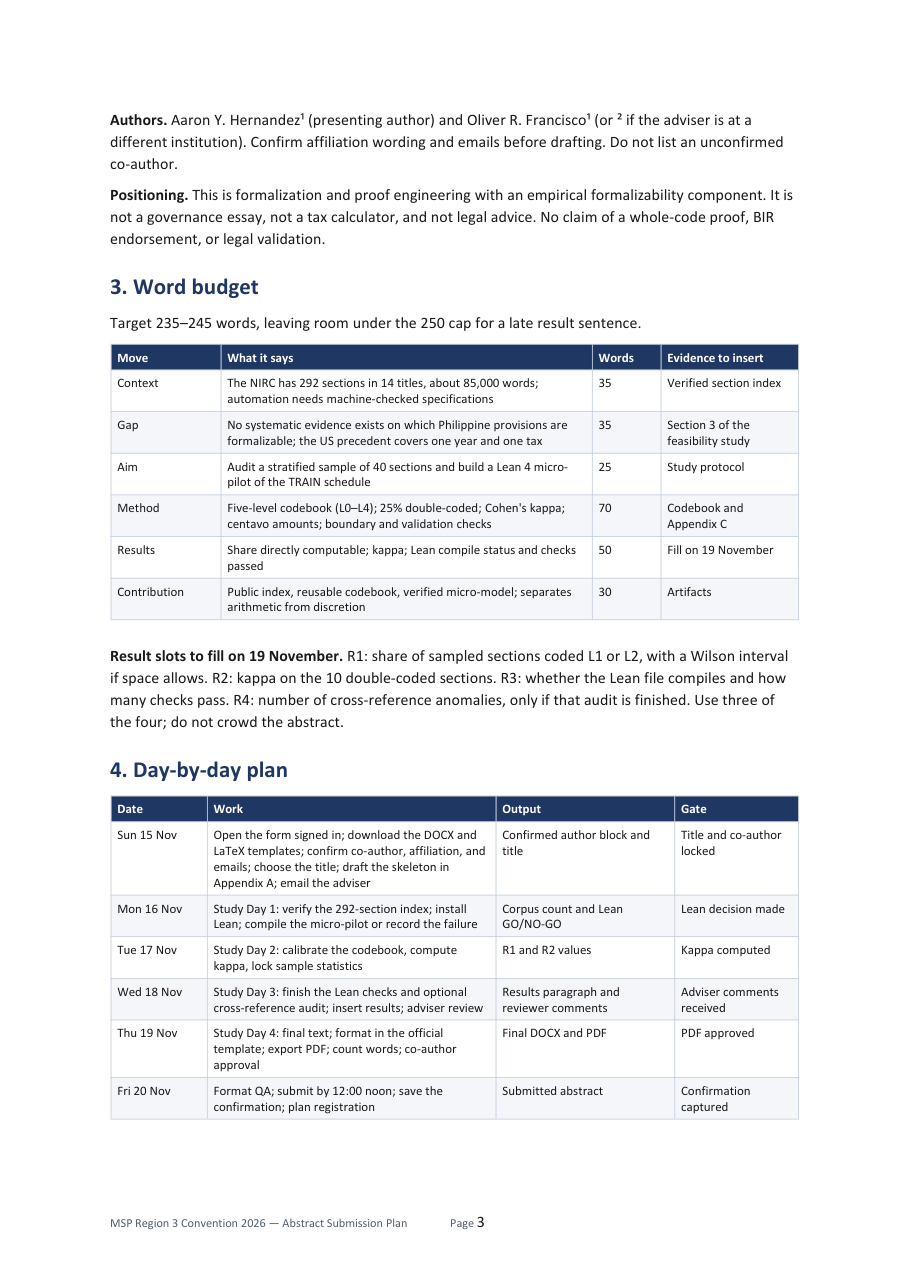 Authors. Aaron Y. Hernandez¹ (presenting author) and Oliver R. Francisco¹ (or ² if the adviser is at a
different institution). Confirm affiliation wording and emails before drafting. Do not list an unconfirmed
co-author.
Positioning. This is formalization and proof engineering with an empirical formalizability component. It is
not a governance essay, not a tax calculator, and not legal advice. No claim of a whole-code proof, BIR
endorsement, or legal validation.
3. Word budget
Target 235–245 words, leaving room under the 250 cap for a late result sentence.
Move What it says Words Evidence to insert
Context The NIRC has 292 sections in 14 titles, about 85,000 words; 35 Verified section index
automation needs machine-checked specifications
Gap No systematic evidence exists on which Philippine provisions are 35 Section 3 of the
formalizable; the US precedent covers one year and one tax feasibility study
Aim Audit a stratified sample of 40 sections and build a Lean 4 micro- 25 Study protocol
pilot of the TRAIN schedule
Method Five-level codebook (L0–L4); 25% double-coded; Cohen's kappa; 70 Codebook and
centavo amounts; boundary and validation checks Appendix C
Results Share directly computable; kappa; Lean compile status and checks 50 Fill on 19 November
passed
Contribution Public index, reusable codebook, verified micro-model; separates 30 Artifacts
arithmetic from discretion
Result slots to fill on 19 November. R1: share of sampled sections coded L1 or L2, with a Wilson interval
if space allows. R2: kappa on the 10 double-coded sections. R3: whether the Lean file compiles and how
many checks pass. R4: number of cross-reference anomalies, only if that audit is finished. Use three of
the four; do not crowd the abstract.
4. Day-by-day plan
Date Work Output Gate
Sun 15 Nov Open the form signed in; download the DOCX and Confirmed author block and Title and co-author
LaTeX templates; confirm co-author, affiliation, and title locked
emails; choose the title; draft the skeleton in
Appendix A; email the adviser
Mon 16 Nov Study Day 1: verify the 292-section index; install Corpus count and Lean Lean decision made
Lean; compile the micro-pilot or record the failure GO/NO-GO
Tue 17 Nov Study Day 2: calibrate the codebook, compute R1 and R2 values Kappa computed
kappa, lock sample statistics
Wed 18 Nov Study Day 3: finish the Lean checks and optional Results paragraph and Adviser comments
cross-reference audit; insert results; adviser review reviewer comments received
Thu 19 Nov Study Day 4: final text; format in the official Final DOCX and PDF PDF approved
template; export PDF; count words; co-author
approval
Fri 20 Nov Format QA; submit by 12:00 noon; save the Submitted abstract Confirmation
confirmation; plan registration captured
MSP Region 3 Convention 2026 — Abstract Submission Plan Page 3